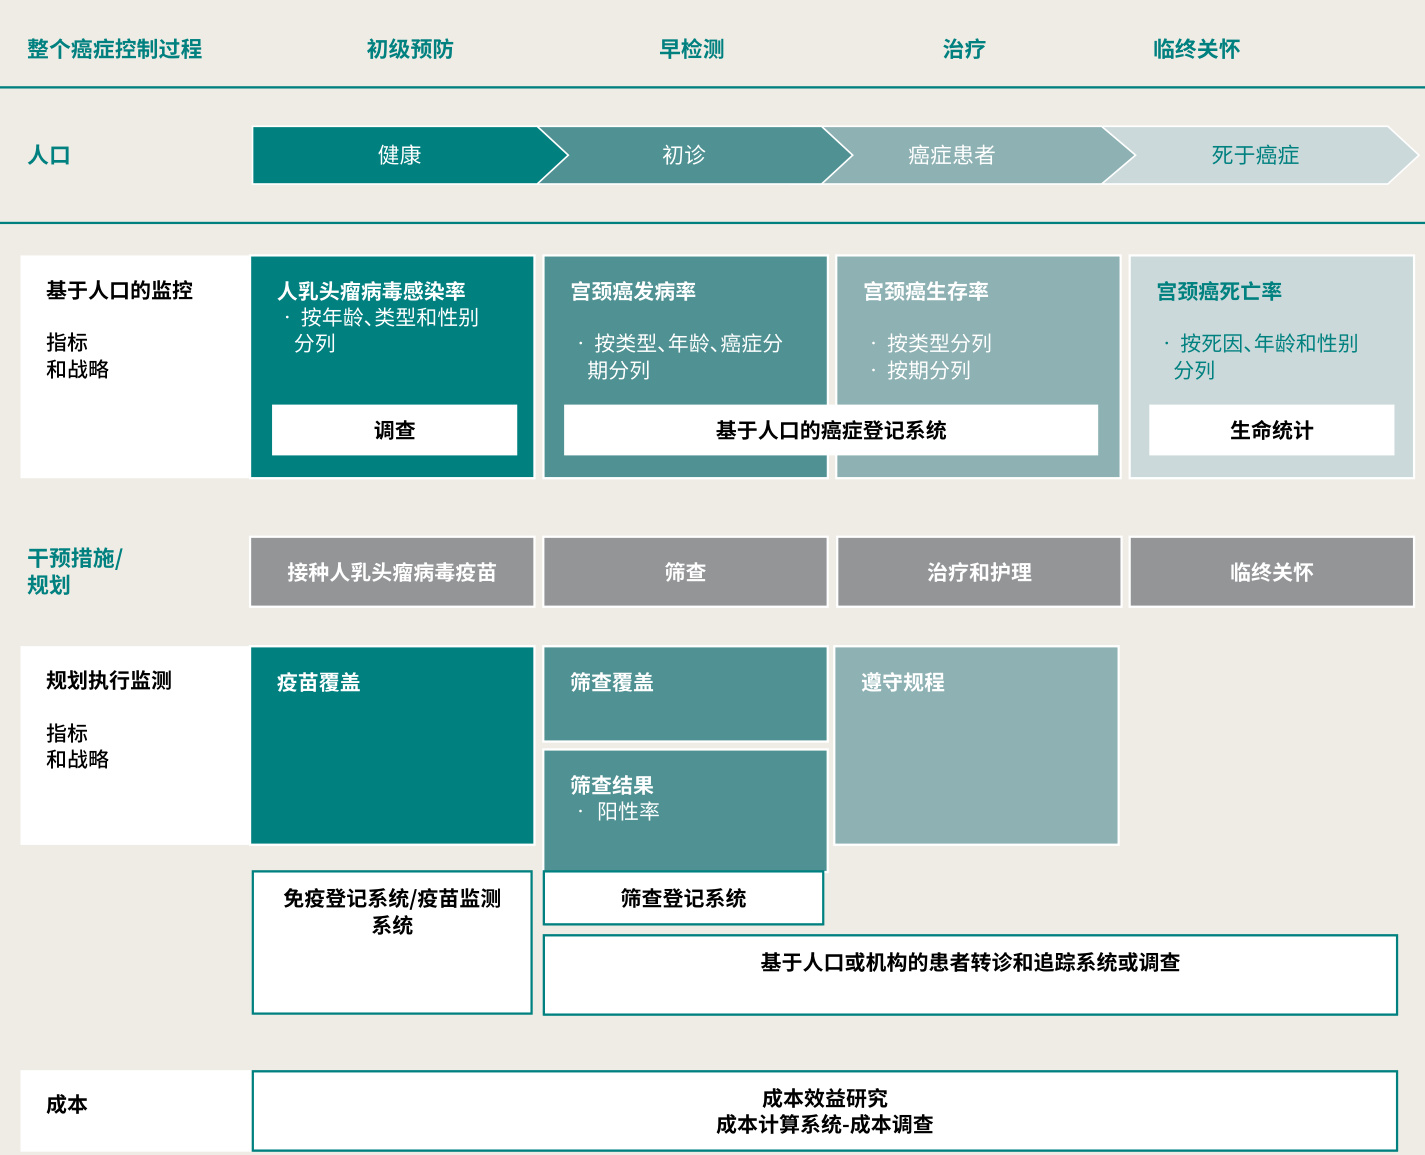 整个癌症控制过程
初级预防
早检测
治疗
临终关怀
人口
健康
初诊
癌症患者
死于癌症
基于人口的监控
指标
和战略
人乳头瘤病毒感染率
· 按年龄、类型和性别
分列
调查
宫颈癌发病率
· 按类型、年龄、癌症分
期分列
宫颈癌生存率
· 按类型分列
· 按期分列
基于人口的癌症登记系统
宫颈癌死亡率
· 按死因、年龄和性别
分列
生命统计
干预措施/
规划
接种人乳头瘤病毒疫苗
筛查
治疗和护理
临终关怀
规划执行监测
指标
和战略
疫苗覆盖
筛查覆盖
筛查结果
· 阳性率
遵守规程
免疫登记系统/疫苗监测
系统
筛查登记系统
基于人口或机构的患者转诊和追踪系统或调查
成本
成本效益研究
成本计算系统-成本调查